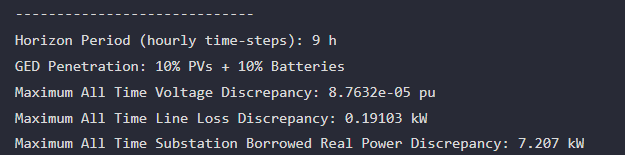 -----------------------------
Horizon Period (hourly time-steps): 9 h
GED Penetration: 10% PVs + 10% Batteries
Maximum All Time Voltage Discrepancy: 8.7632e-05 pu
Maximum All Time Line Loss Discrepancy: 0.19103 kW
Maximum All Time Substation Borrowed Real Power Discrepancy: 7.207 kW